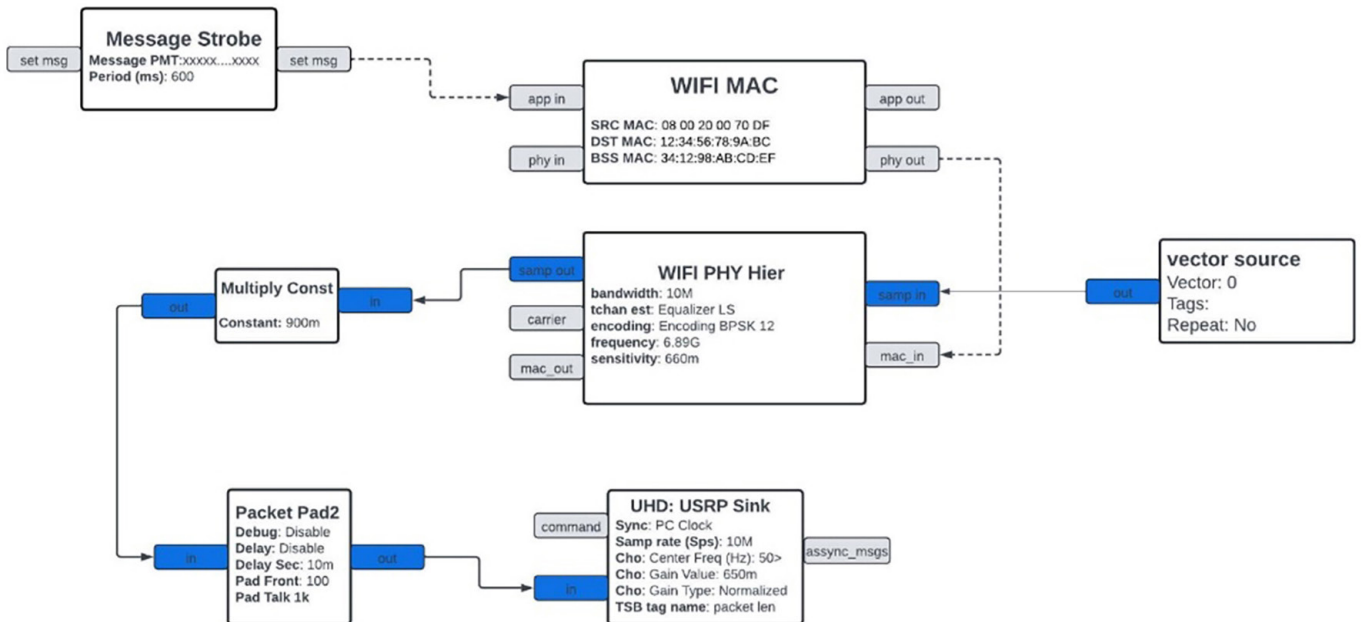 Message Strobe
set msg
Message PMT:xxxxx....xxxx
Period (ms): 600
set msg
WIFI MAC
app in
app out
SRC MAC: 08 00 20 00 70 DF
DST MAC: 12:34:56:78:9A:BC
BSS MAC: 34:12:98:AB:CD:EF
phy in
phy out
WIFI PHY Hier
samp out
samp in
bandwidth: 10M
tchan est: Equalizer LS
encoding: Encoding BPSK 12
frequency: 6.89G
sensitivity: 660m
carrier
mac_out
mac_in
vector source
out
Vector: 0
Tags:
Repeat: No
Multiply Const
out
in
Constant: 900m
Packet Pad2
Debug: Disable
Delay: Disable
Delay Sec: 10m
Pad Front: 100
Pad Talk 1k
in
out
UHD: USRP Sink
command
Sync: PC Clock
Samp rate (Sps): 10M
Cho: Center Freq (Hz): 50>
Cho: Gain Value: 650m
Cho: Gain Type: Normalized
TSB tag name: packet len
in
assync_msgs